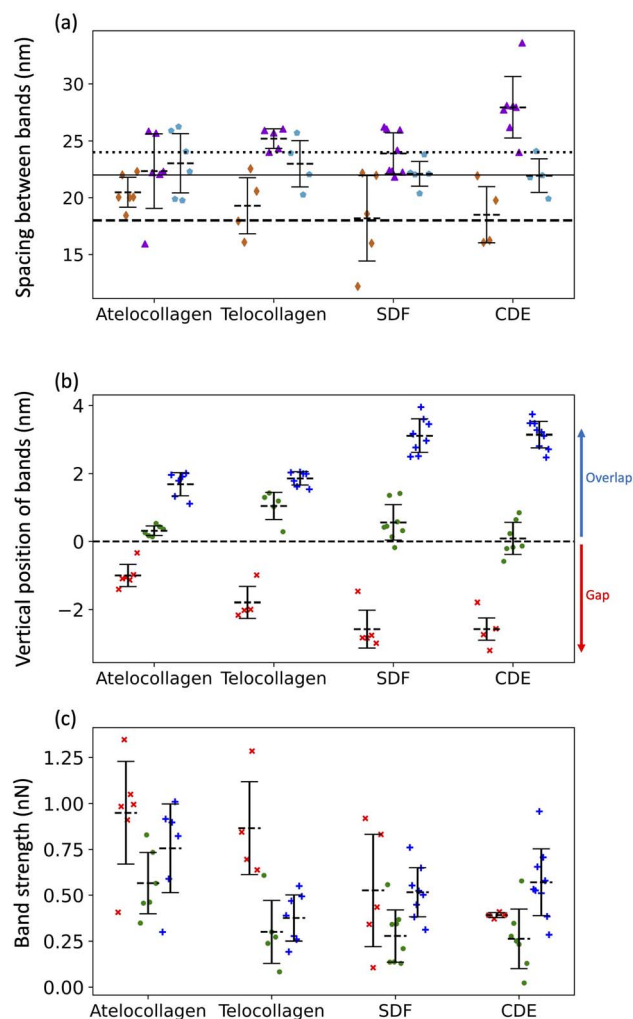 (a)
Spacing between bands (nm)
30
25
20
15
Atelocollagen Telocollagen SDF CDE
(b)
Vertical position of bands (nm)
4
2
0
−2
Overlap
Gap
Atelocollagen Telocollagen SDF CDE
(c)
Band strength (nN)
1.25
1.00
0.75
0.50
0.25
0.00
Atelocollagen Telocollagen SDF CDE